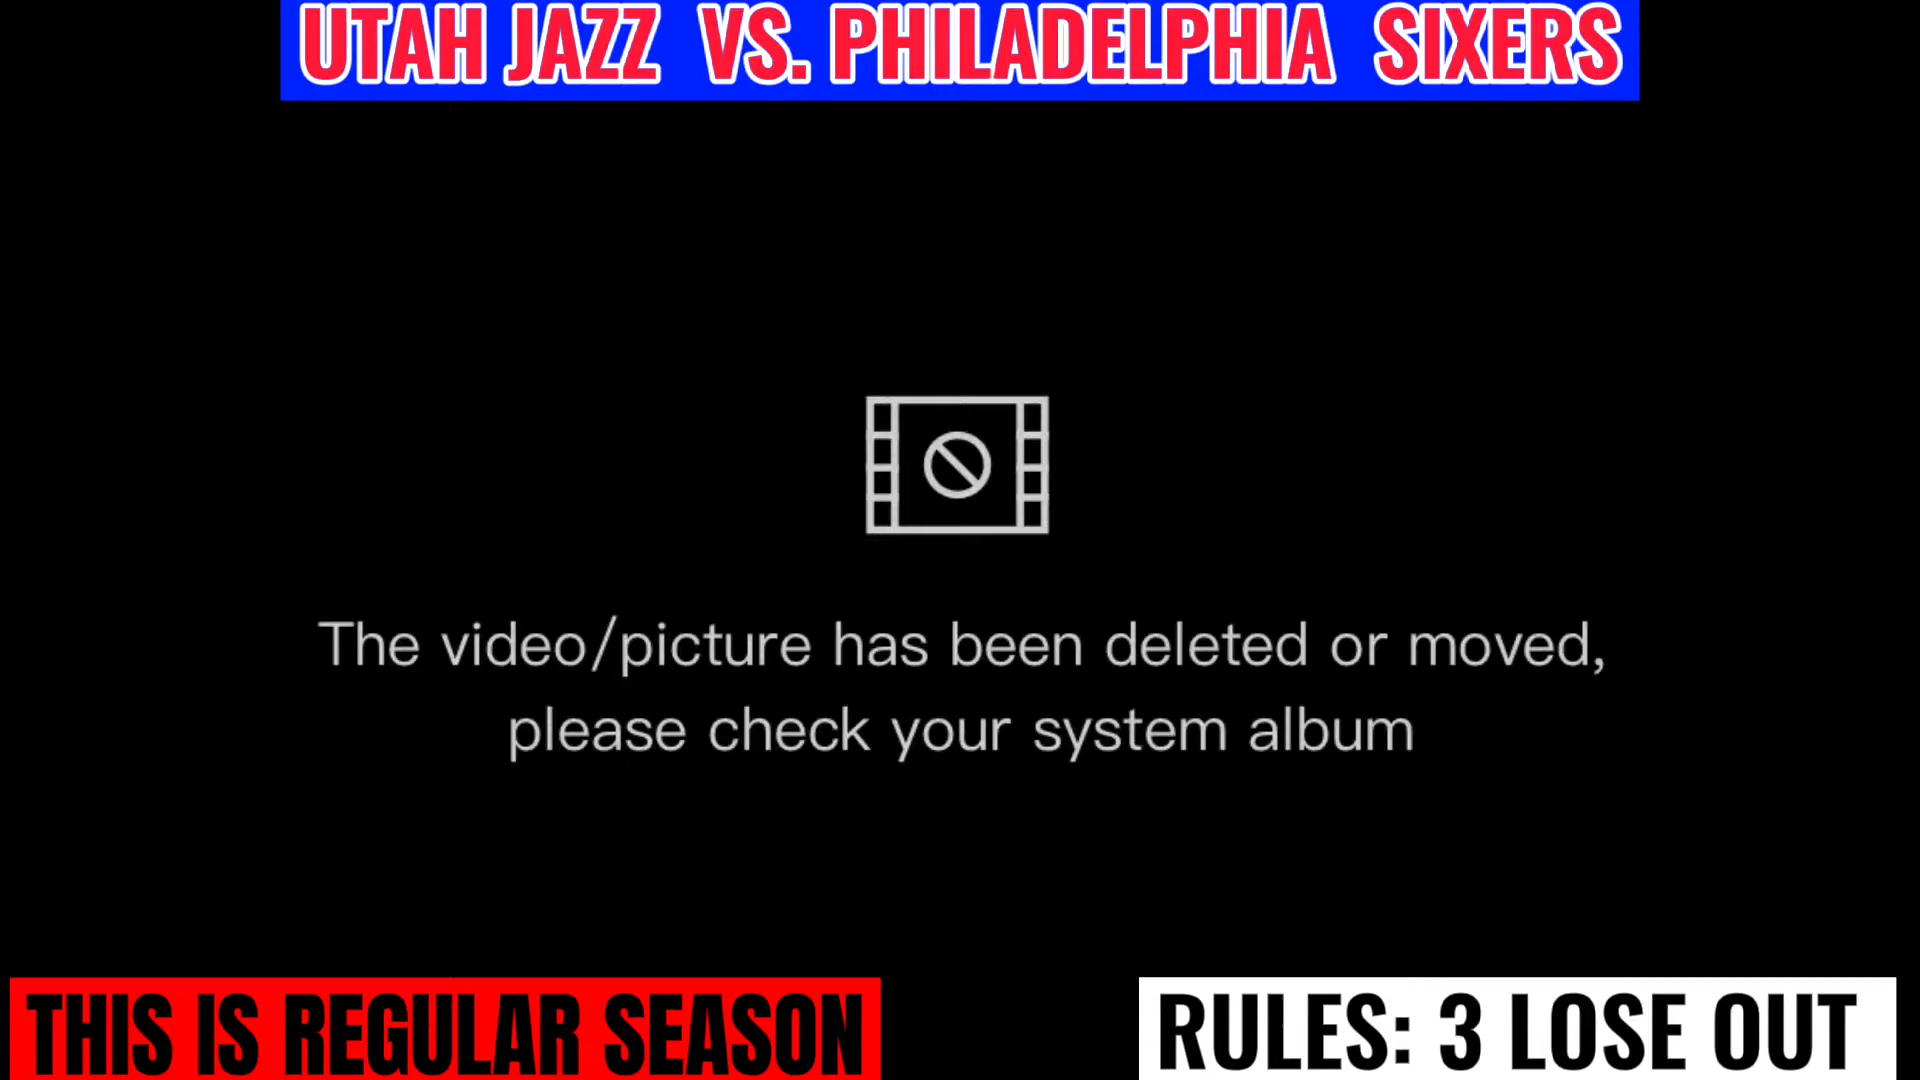 UTAH JAZZ VS. PHILADELPHIA SIXERS
The video/picture has been deleted or moved,
please check your system album
THIS IS REGULAR SEASON
RULES: 3 LOSE OUT